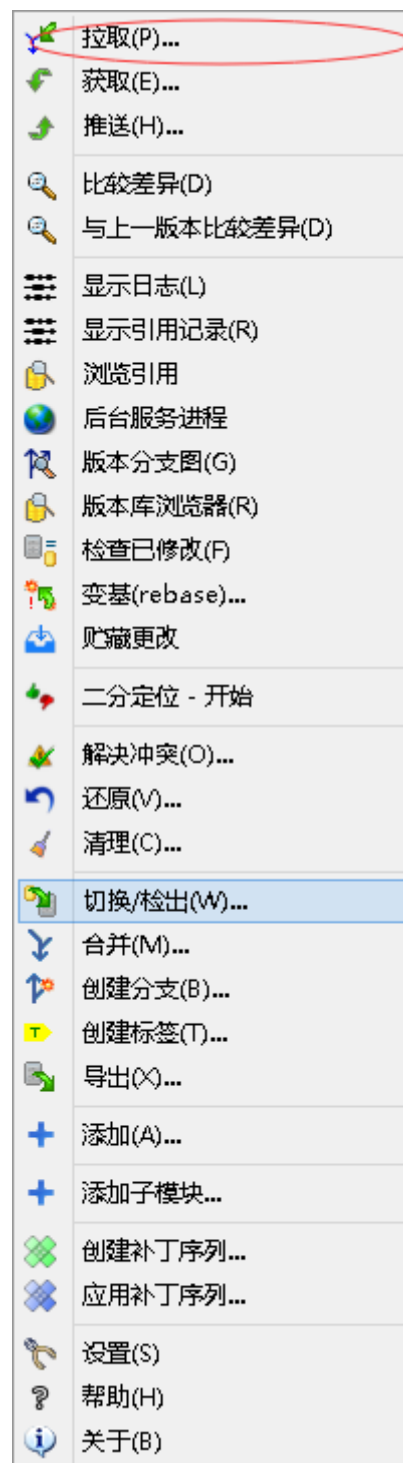 拉取(P)...
获取(E)...
推送(H)...
比较差异(D)
与上一版本比较差异(D)
显示日志(L)
显示引用记录(R)
浏览引用
后台服务进程
版本分支图(G)
版本库浏览器(R)
检查已修改(F)
变基(rebase)...
贮藏更改
二分定位 - 开始
解决冲突(O)...
还原(V)...
清理(C)...
切换/检出(W)...
合并(M)...
创建分支(B)...
T 创建标签(T)...
导出(X)...
添加(A)...
添加子模块...
创建补丁序列...
应用补丁序列...
设置(S)
帮助(H)
关于(B)